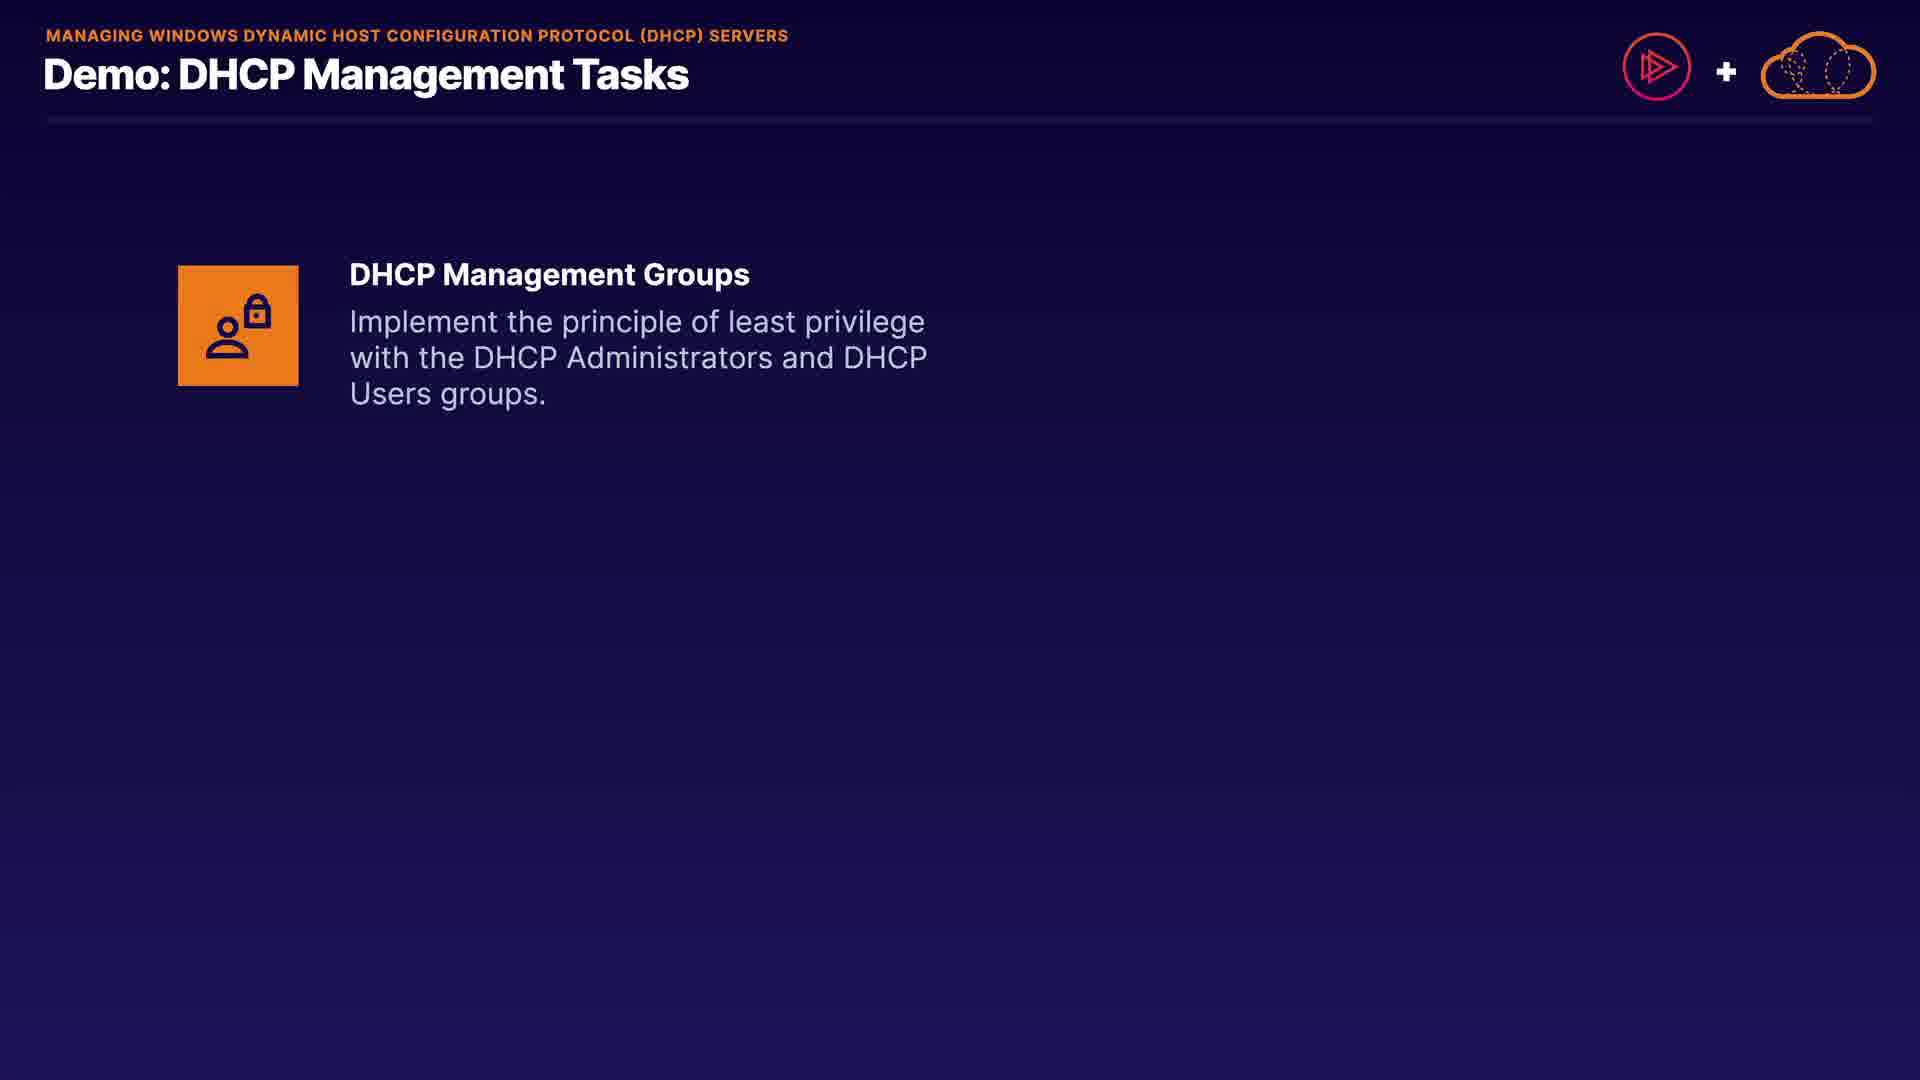 MANAGING WINDOWS DYNAMIC HOST CONFIGURATION PROTOCOL (DHCP) SERVERS
Demo: DHCP Management Tasks
DHCP Management Groups
Implement the principle of least privilege
with the DHCP Administrators and DHCP
Users groups.